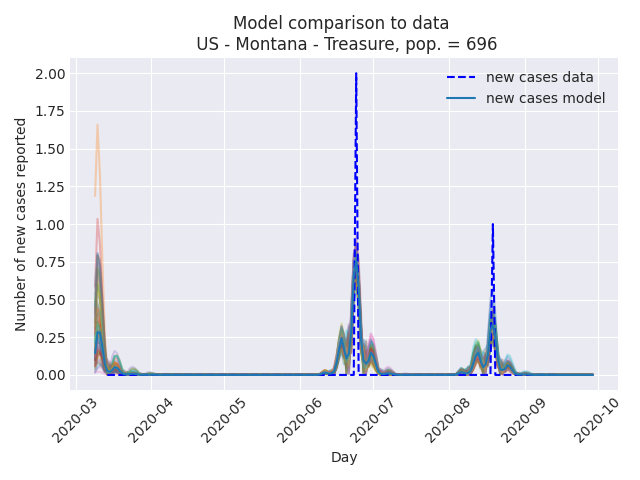 Model comparison to data
US - Montana - Treasure, pop. = 696
new cases data
new cases model
Number of new cases reported
2.00
1.75
1.50
1.25
1.00
0.75
0.50
0.25
0.00
2020-03
2020-04
2020-05
2020-06
2020-07
2020-08
2020-09
2020-10
Day